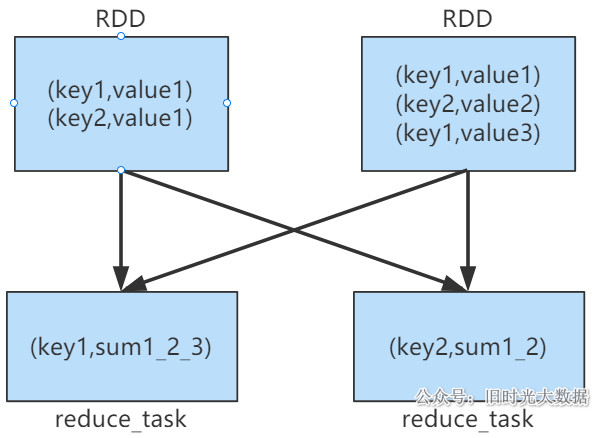 RDD
RDD
(key1,value1)
(key2,value1)
(key1,value1)
(key2,value2)
(key1,value3)
(key1,sum1_2_3)
(key2,sum1_2)
公众号：旧时光大数据
reduce_task
reduce_task